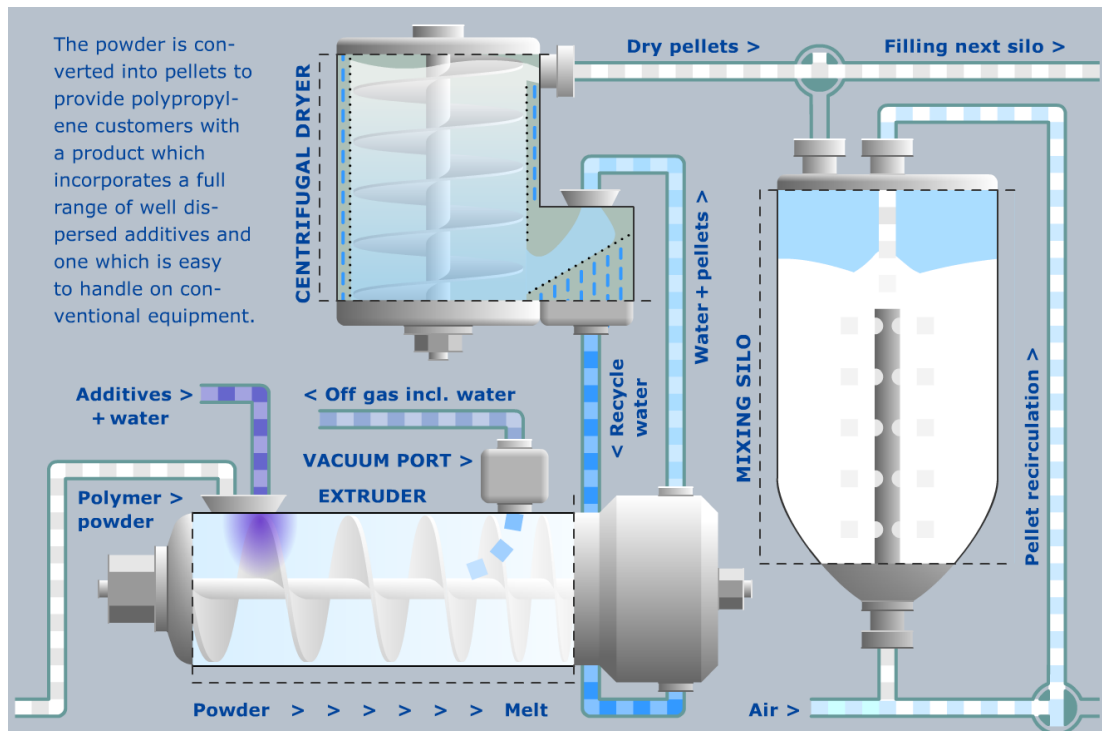 The powder is con-
verted into pellets to
provide polypropyl-
ene customers with
a product which
incorporates a full
range of well dis-
persed additives and
one which is easy
to handle on con-
ventional equipment.
CENTRIFUGAL DRYER
Dry pellets >
Filling next silo >
Water + pellets >
< Recycle
water
MIXING SILO
Pellet recirculation >
Additives >
+ water
< Off gas incl. water
VACUUM PORT >
EXTRUDER
Polymer >
powder
Powder > > > > > > Melt
Air >